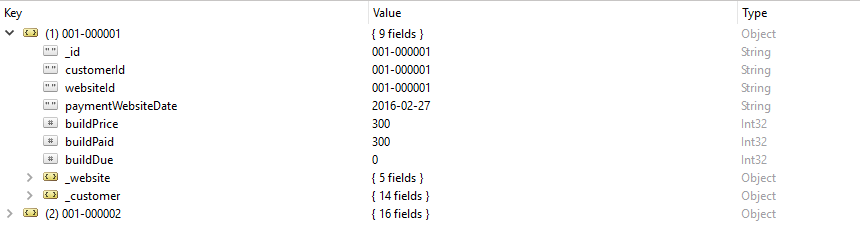 Key Value Type
(1) 001-000001 { 9 fields } Object
_id 001-000001 String
customerId 001-000001 String
websiteId 001-000001 String
paymentWebsiteDate 2016-02-27 String
buildPrice 300 Int32
buildPaid 300 Int32
buildDue 0 Int32
_website { 5 fields } Object
_customer { 14 fields } Object
(2) 001-000002 { 16 fields } Object